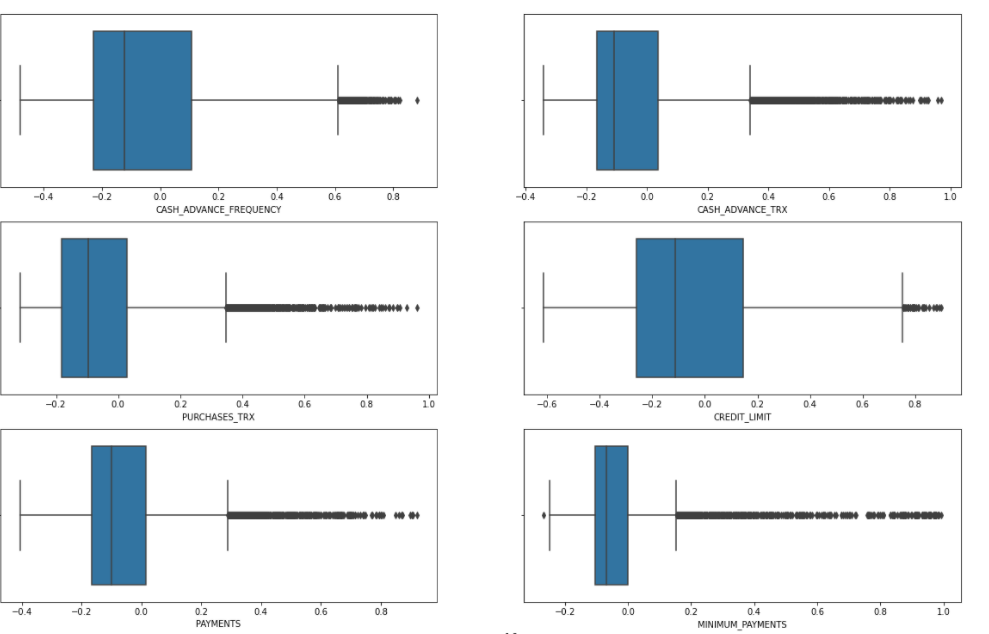 −0.4 −0.2 0.0 0.2 0.4 0.6 0.8
CASH_ADVANCE_FREQUENCY
−0.4 −0.2 0.0 0.2 0.4 0.6 0.8 1.0
CASH_ADVANCE_TRX
−0.2 0.0 0.2 0.4 0.6 0.8 1.0
PURCHASES_TRX
−0.6 −0.4 −0.2 0.0 0.2 0.4 0.6 0.8
CREDIT_LIMIT
−0.4 −0.2 0.0 0.2 0.4 0.6 0.8
PAYMENTS
−0.2 0.0 0.2 0.4 0.6 0.8 1.0
MINIMUM_PAYMENTS